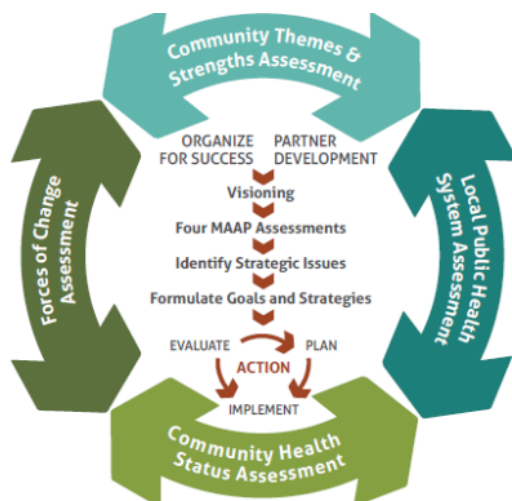 Community Themes &
Strengths Assessment
ORGANIZE
FOR SUCCESS
PARTNER
DEVELOPMENT
Visioning
Four MAAP Assessments
Identify Strategic Issues
Formulate Goals and Strategies
EVALUATE
PLAN
ACTION
IMPLEMENT
Forces of Change
Assessment
Local Public Health
System Assessment
Community Health
Status Assessment